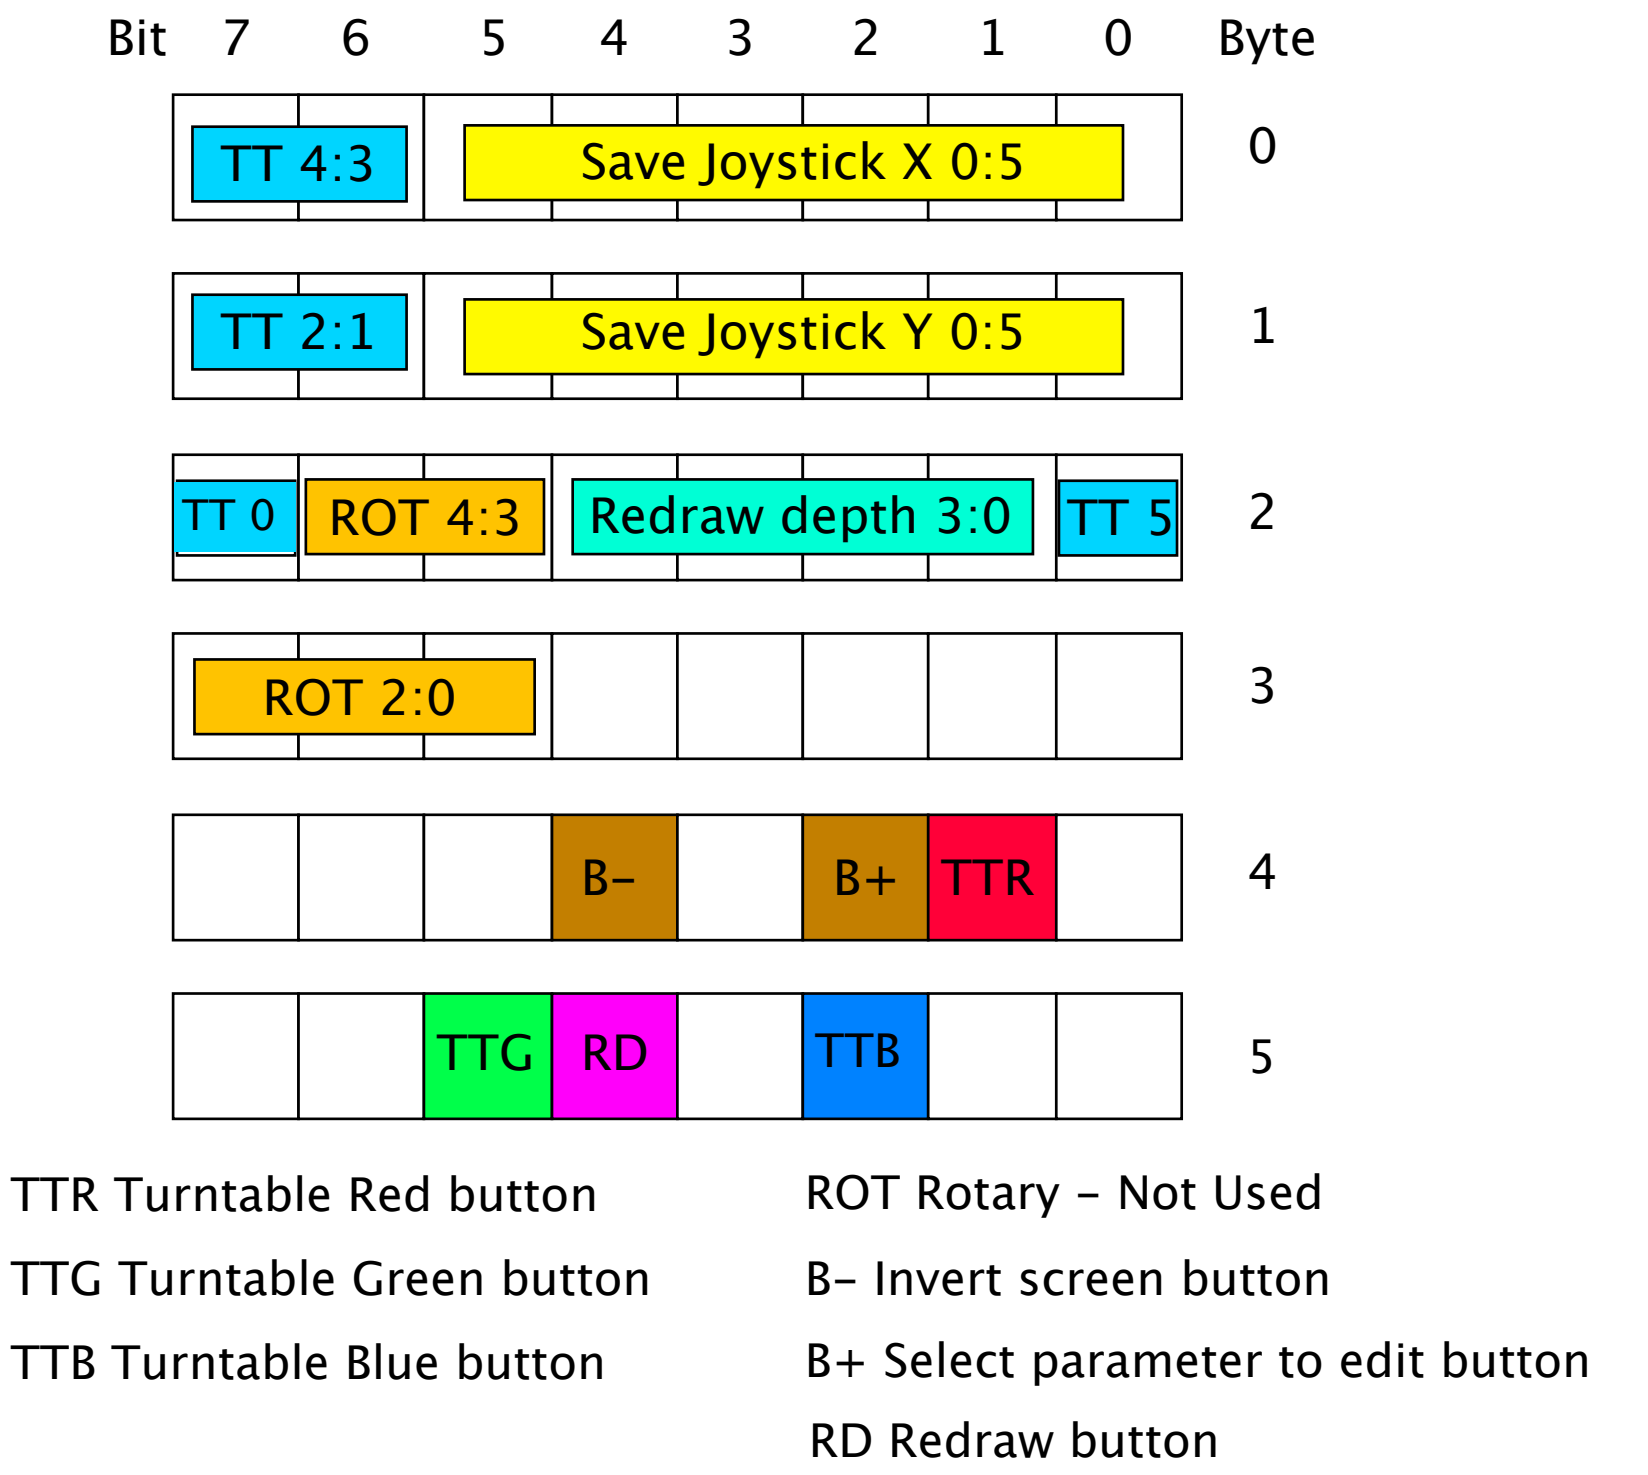 Bit 7 6 5 4 3 2 1 0 Byte
TT 4:3 Save Joystick X 0:5 0
TT 2:1 Save Joystick Y 0:5 1
TT 0 ROT 4:3 Redraw depth 3:0 TT 5 2
ROT 2:0 3
B– B+ TTR 4
TTG RD TTB 5
TTR Turntable Red button
TTG Turntable Green button
TTB Turntable Blue button
ROT Rotary – Not Used
B– Invert screen button
B+ Select parameter to edit button
RD Redraw button